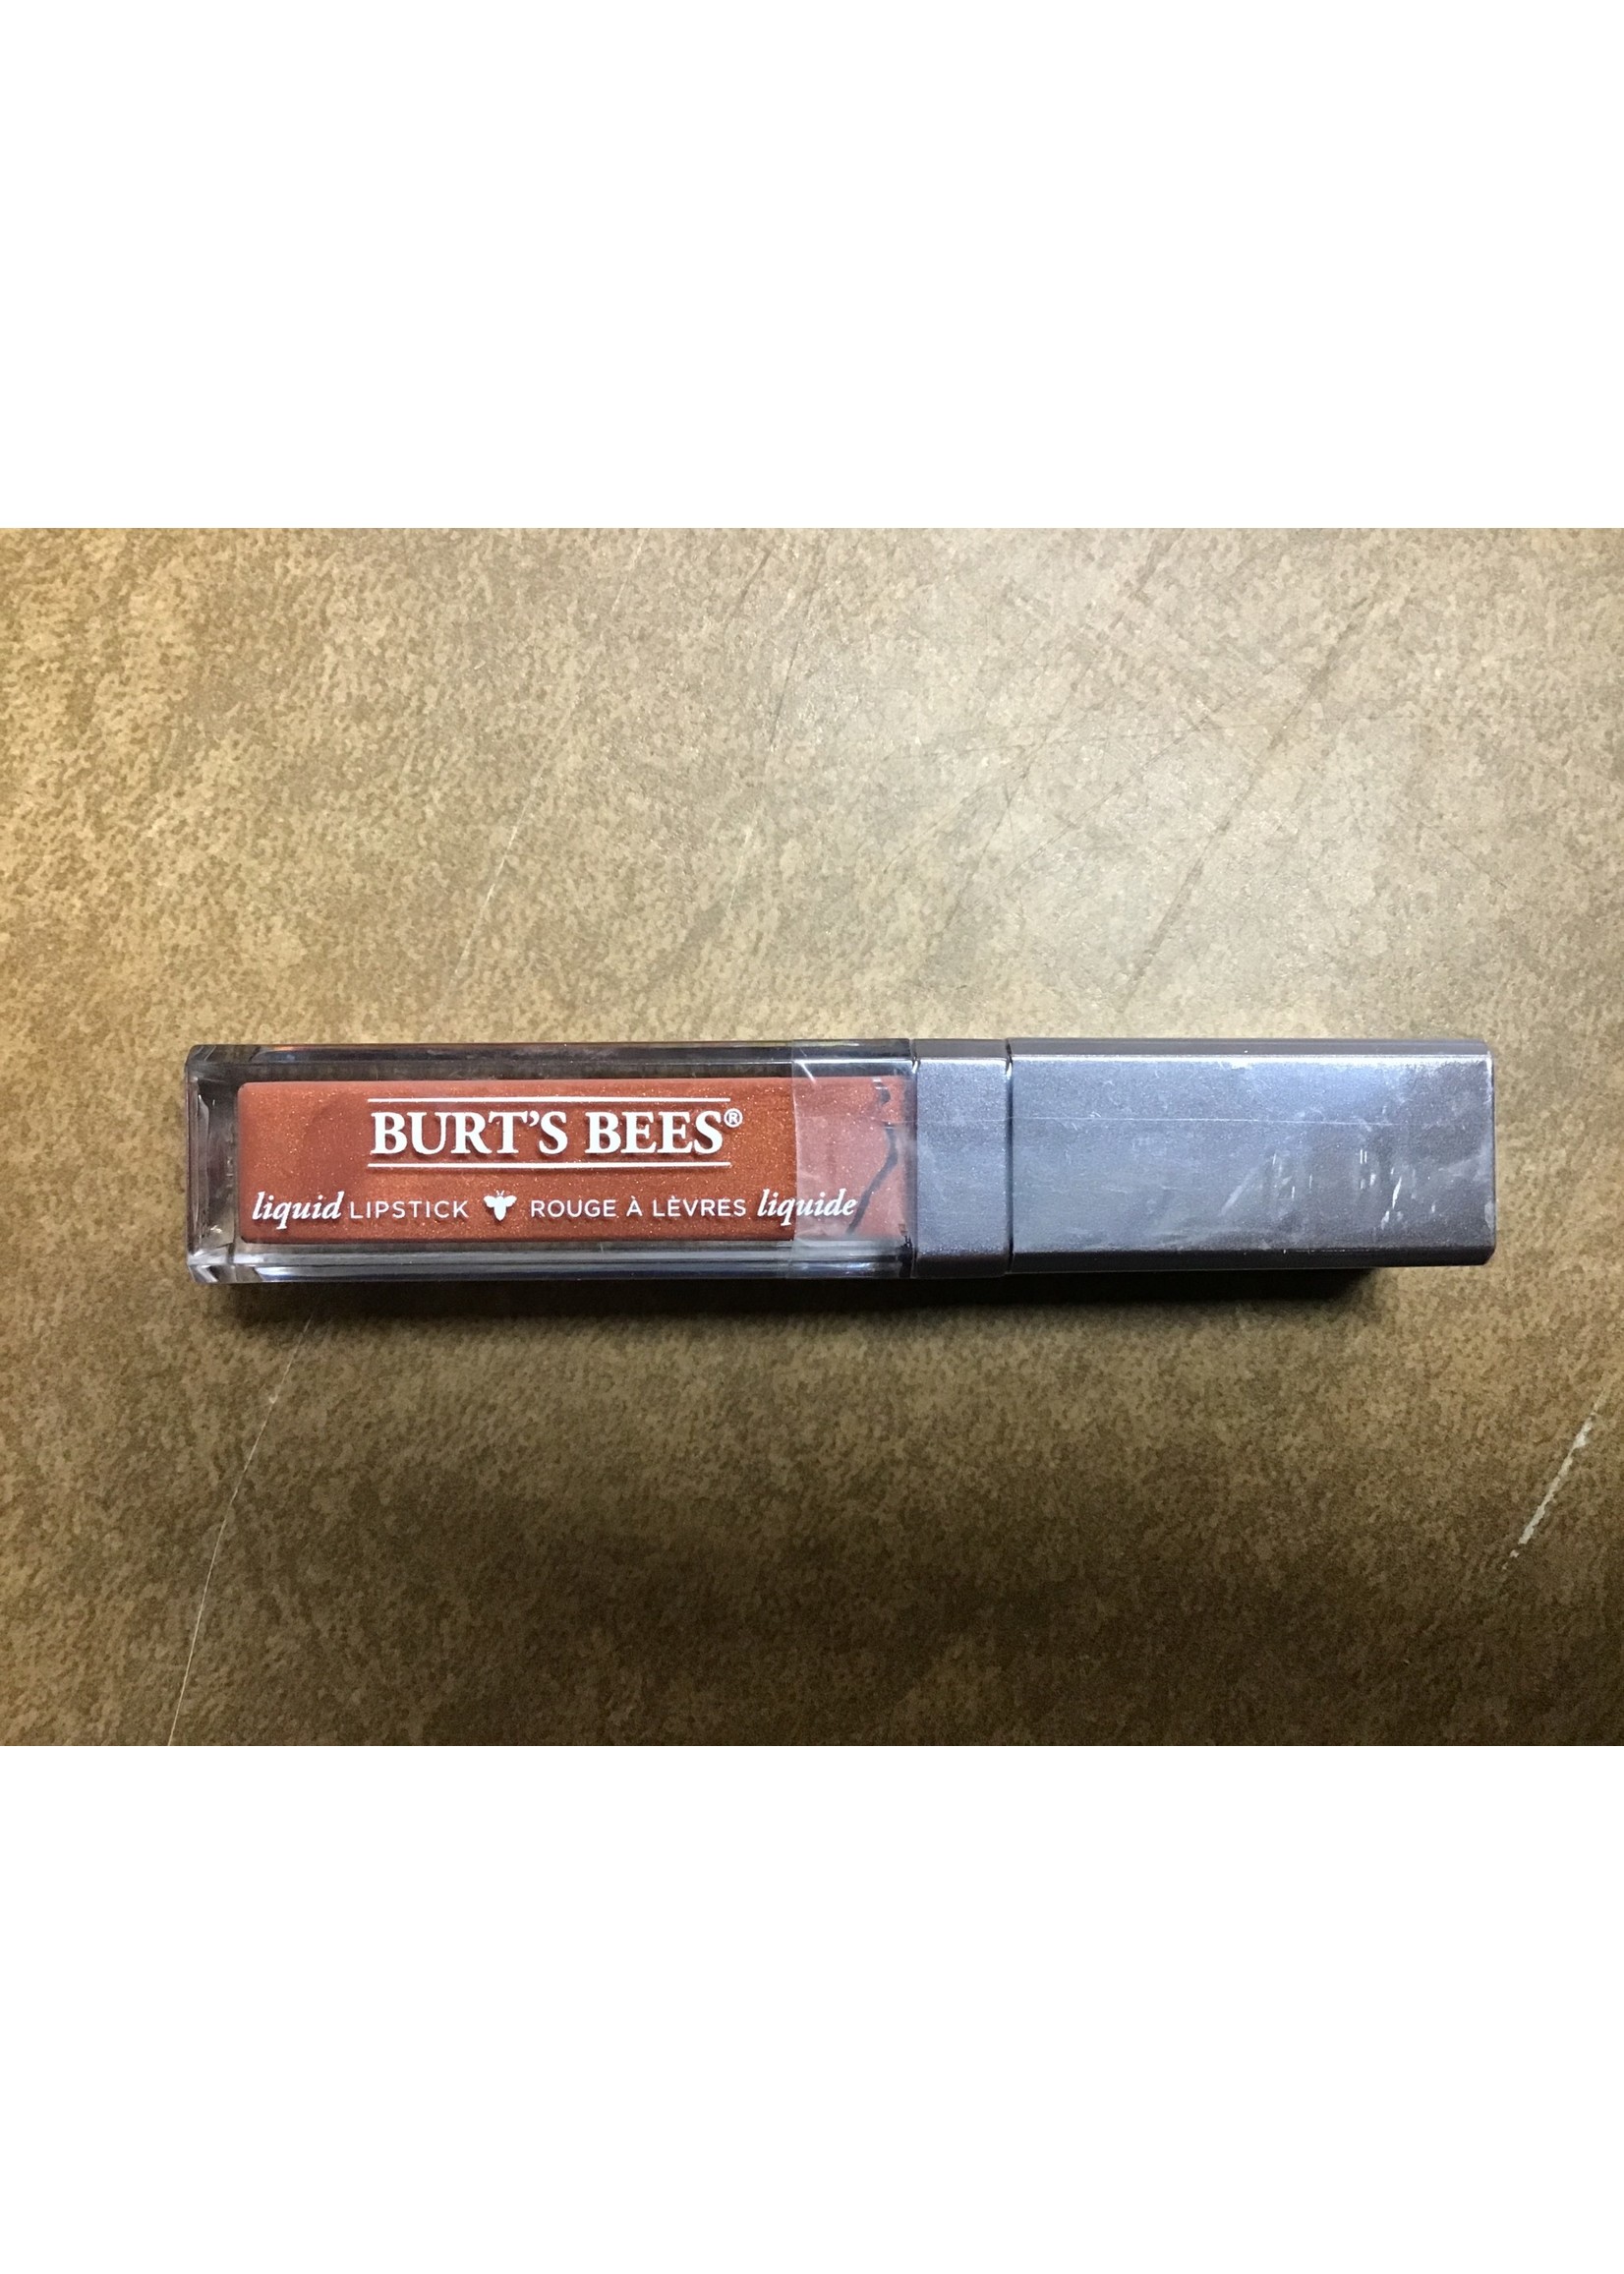 BURT'S BEES®
liquid LIPSTICK ROUGE À LÈVRES liquide